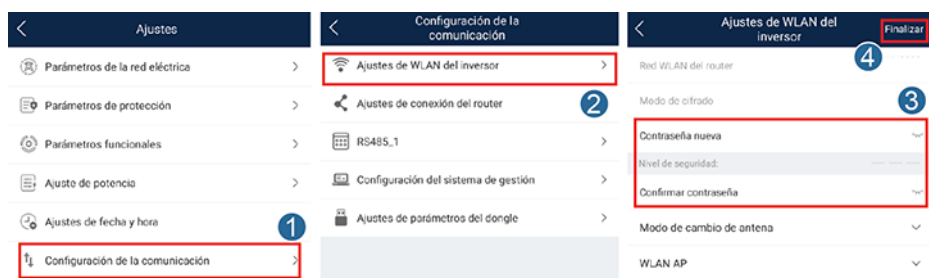 Ajustes
Parámetros de la red eléctrica
Parámetros de protección
Parámetros funcionales
Ajuste de potencia
Ajustes de fecha y hora
1
Configuración de la comunicación
Configuración de la
comunicación
Ajustes de WLAN del inversor
2
Ajustes de conexión del router
RS485_1
Configuración del sistema de gestión
Ajustes de parámetros del dongle
Ajustes de WLAN del
inversor
Finalizar
4
Red WLAN del router
Modo de cifrado
3
Contraseña nueva
Nivel de seguridad:
Confirmar contraseña
Modo de cambio de antena
WLAN AP